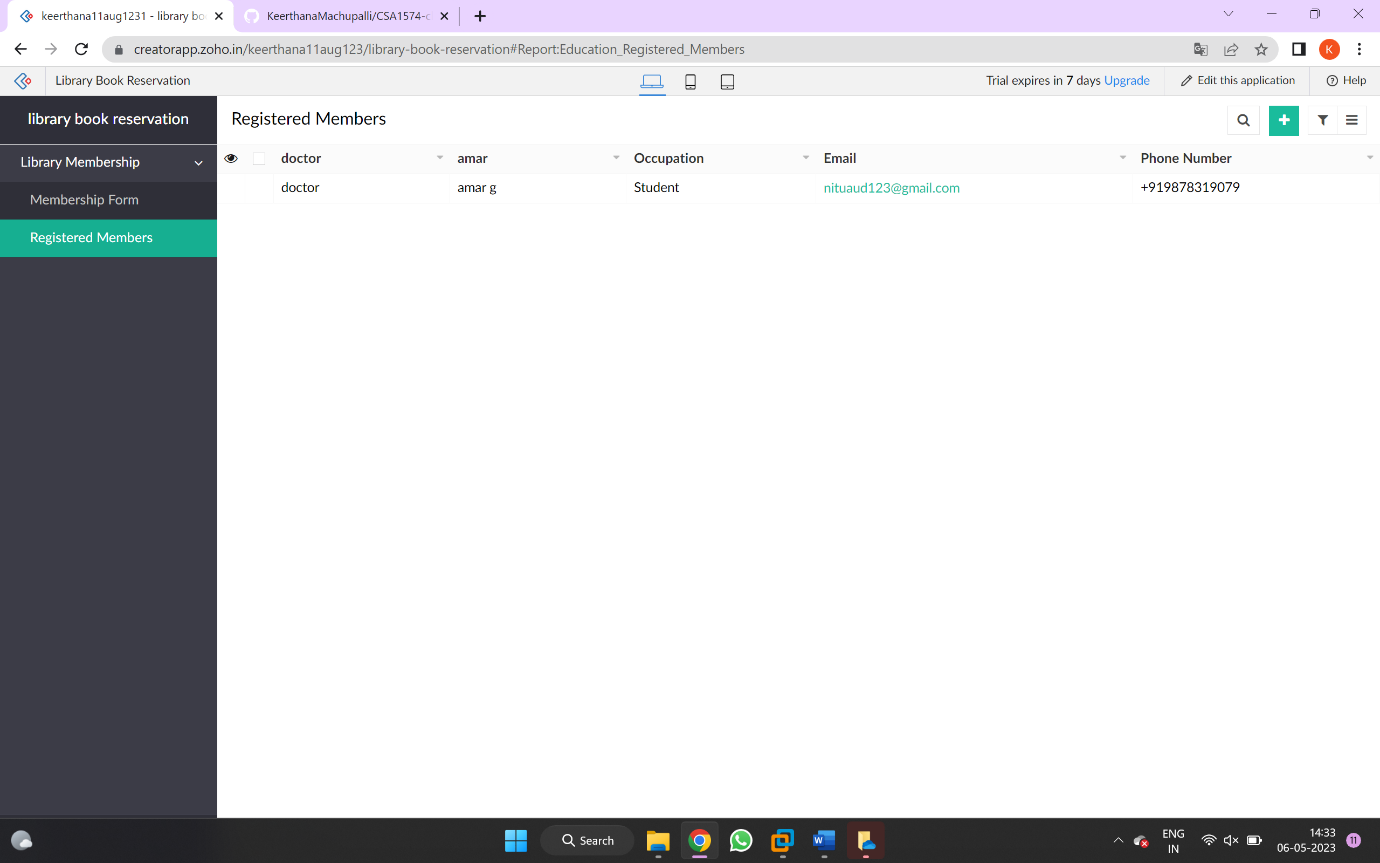 keerthana11aug1231 - library bo
KeerthanaMachupalli/CSA1574-c
creatorapp.zoho.in/keerthana11aug123/library-book-reservation#Report:Education_Registered_Members
K
Library Book Reservation
Trial expires in 7 days Upgrade
Edit this application
Help
library book reservation
Library Membership
Membership Form
Registered Members
Registered Members
doctor amar Occupation Email Phone Number
doctor amar g Student nituaud123@gmail.com +919878319079
Search
ENG
IN
14:33
06-05-2023
11